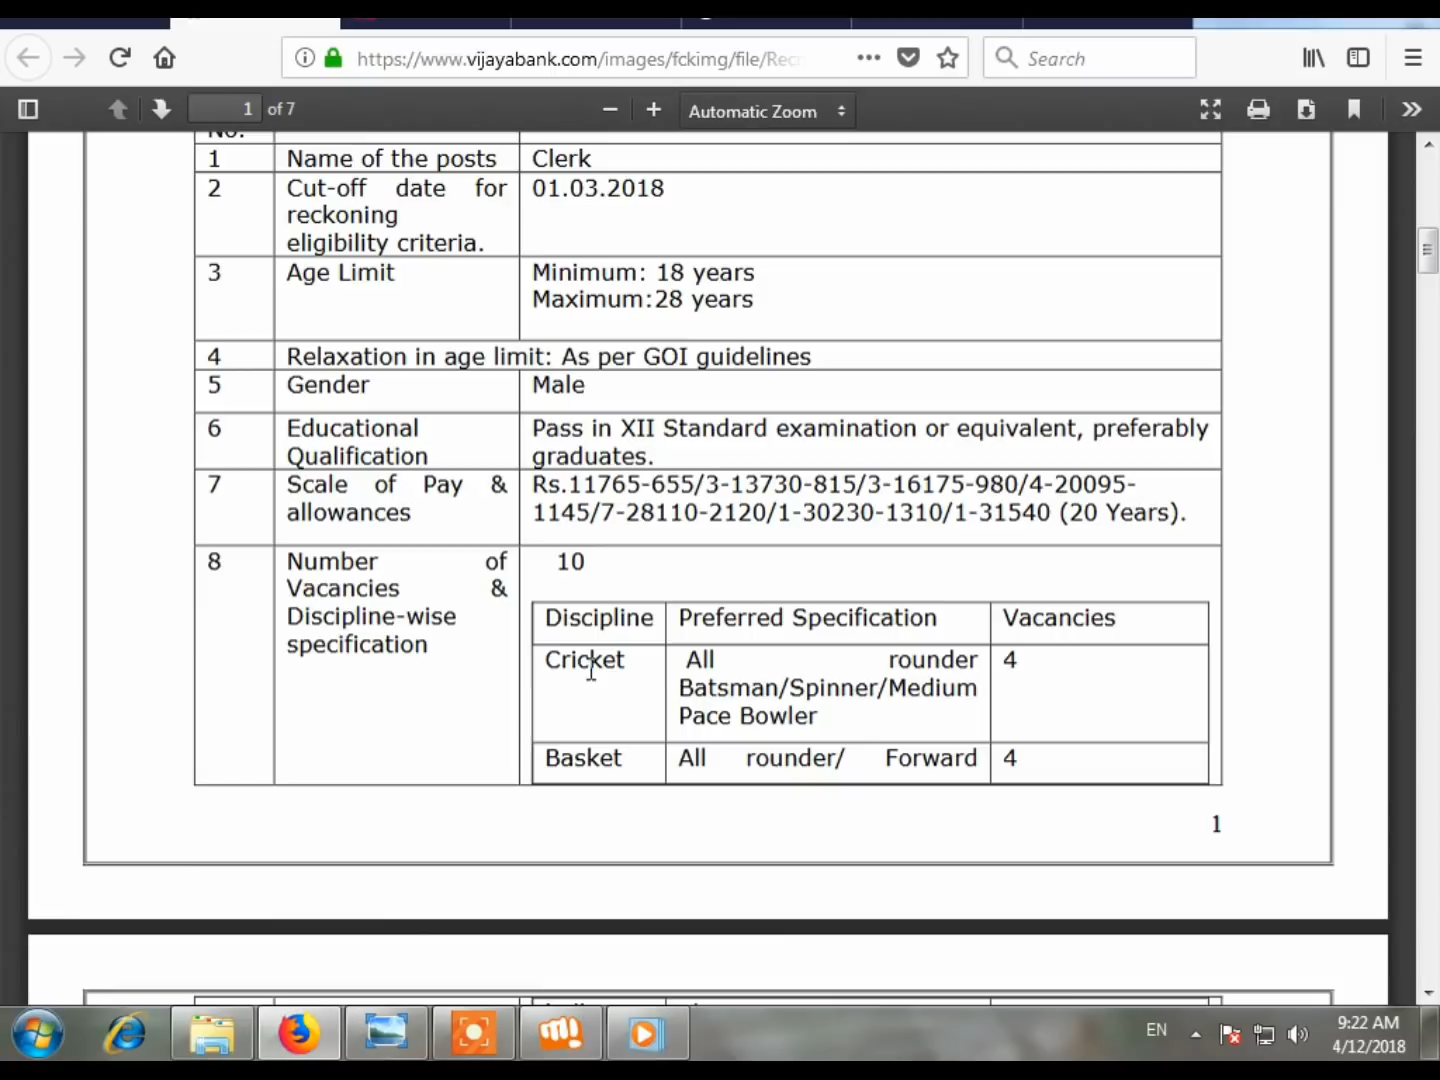 https://www.vijayabank.com/images/fckimg/file/Recr
Search
1 of 7
Automatic Zoom
No.
1 Name of the posts Clerk
2 Cut-off date for 01.03.2018
reckoning
eligibility criteria.
3 Age Limit Minimum: 18 years
Maximum:28 years
4 Relaxation in age limit: As per GOI guidelines
5 Gender Male
6 Educational Pass in XII Standard examination or equivalent, preferably
Qualification graduates.
7 Scale of Pay & Rs.11765-655/3-13730-815/3-16175-980/4-20095-
allowances 1145/7-28110-2120/1-30230-1310/1-31540 (20 Years).
8 Number of 10
Vacancies &
Discipline-wise Discipline Preferred Specification Vacancies
specification
Cricket All rounder 4
Batsman/Spinner/Medium
Pace Bowler
Basket All rounder/ Forward 4
1
EN
9:22 AM
4/12/2018